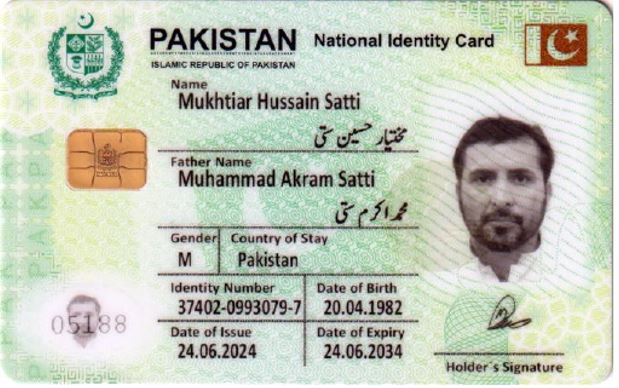 PAKISTAN National Identity Card
ISLAMIC REPUBLIC OF PAKISTAN
Name
Mukhtiar Hussain Satti
مختیار حسین ستی
Father Name
Muhammad Akram Satti
محمد اکرم ستی
Gender Country of Stay
M Pakistan
Identity Number Date of Birth
37402-0993079-7 20.04.1982
05188
Date of Issue Date of Expiry
24.06.2024 24.06.2034
Holder's Signature